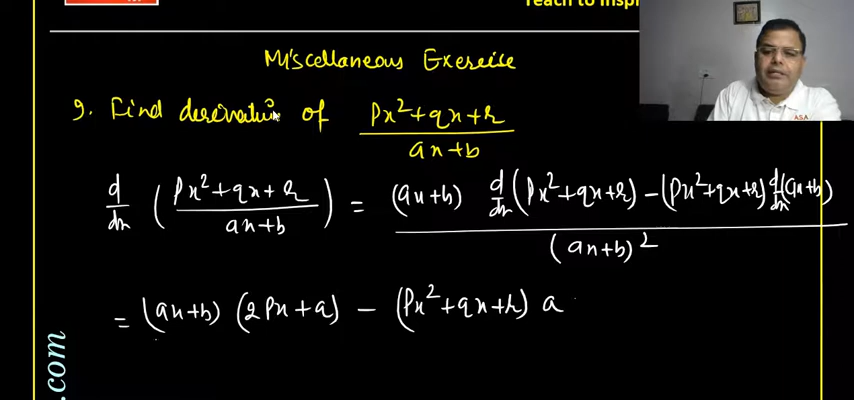 Teach to Inspi
Miscellaneous Exercise
9. Find derivative of (px²+qx+r)/(ax+b)
d/dx ((px²+qx+r)/(ax+b)) = ((ax+b) d/dx (px²+qx+r) - (px²+qx+r) d/dx (ax+b))/(ax+b)²
= (ax+b) (2px+q) - (px²+qx+r) a
.com
A.S.A